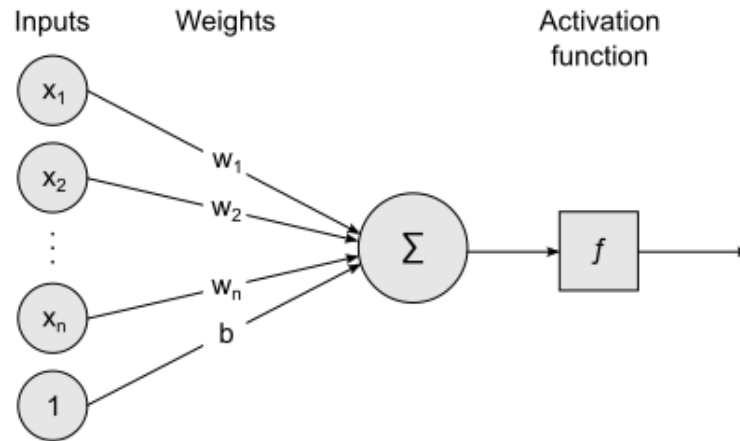 Inputs
Weights
Activation
function
x₁
w₁
x₂
w₂
⋮
Σ
f
xₙ
wₙ
b
1